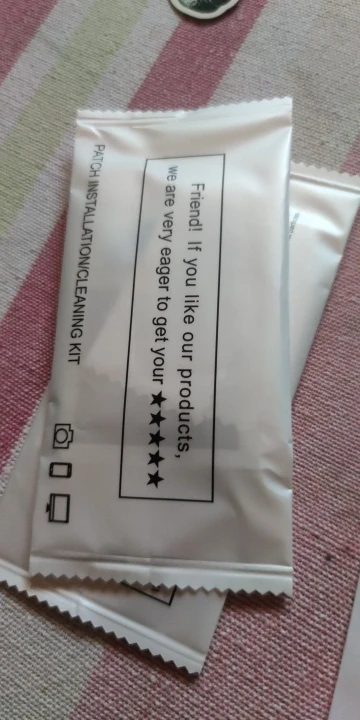 Friend! If you like our products,
we are very eager to get your ★★★★★
PATCH INSTALLATION/CLEANING KIT